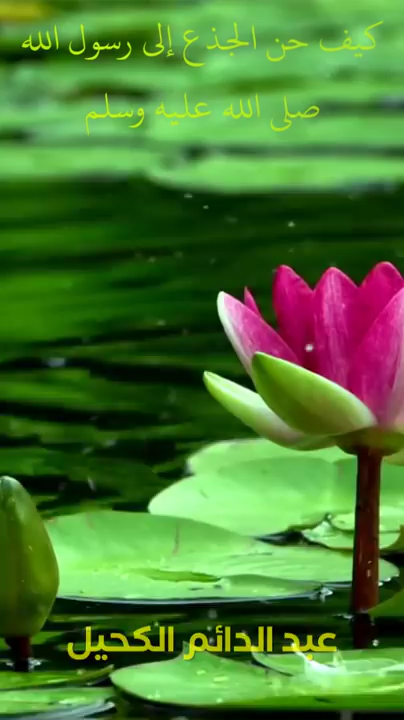 كيف حن الجذع إلى رسول الله
صلى الله عليه وسلم
عبد الدائم الكحيل